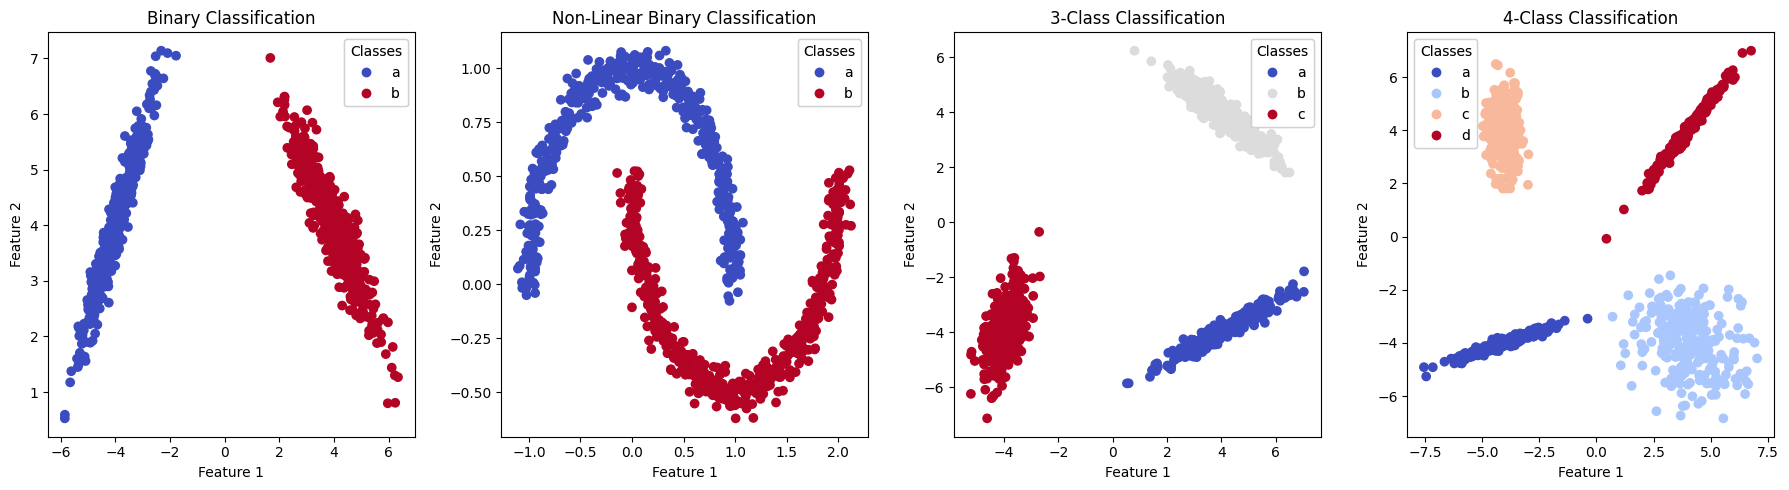 Binary Classification
Classes
a
b
7
6
5
4
3
2
1
Feature 2
−6
−4
−2
0
2
4
6
Feature 1
Non-Linear Binary Classification
Classes
a
b
1.00
0.75
0.50
0.25
0.00
−0.25
−0.50
Feature 2
−1.0
−0.5
0.0
0.5
1.0
1.5
2.0
Feature 1
3-Class Classification
Classes
a
b
c
6
4
2
0
−2
−4
−6
Feature 2
−4
−2
0
2
4
6
Feature 1
4-Class Classification
Classes
a
b
c
d
6
4
2
0
−2
−4
−6
Feature 2
−7.5
−5.0
−2.5
0.0
2.5
5.0
7.5
Feature 1